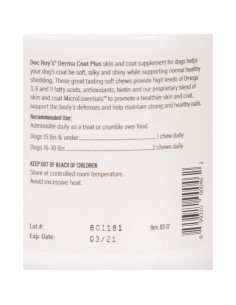 Doc Roy's® Derma Coat Plus skin and coat supplement for dogs helps
your dog's coat be soft, silky and shiny while supporting normal healthy
shedding. These great tasting soft chews provide high levels of Omega
3, 6 and 9 fatty acids, antioxidants, biotin and our proprietary blend of
skin and coat MicroEssentials™ to promote a healthier skin and coat,
support the body's defenses and help maintain strong and healthy nails.
Recommended Use:
Administer daily as a treat or crumble over food.
Dogs 15 lbs & under 1 chew daily
Dogs 16-30 lbs 2 chews daily
KEEP OUT OF REACH OF CHILDREN
Store at controlled room temperature.
Avoid excessive heat.
Lot #: 801181
Rev. 02-17
Exp. Date: 03/21